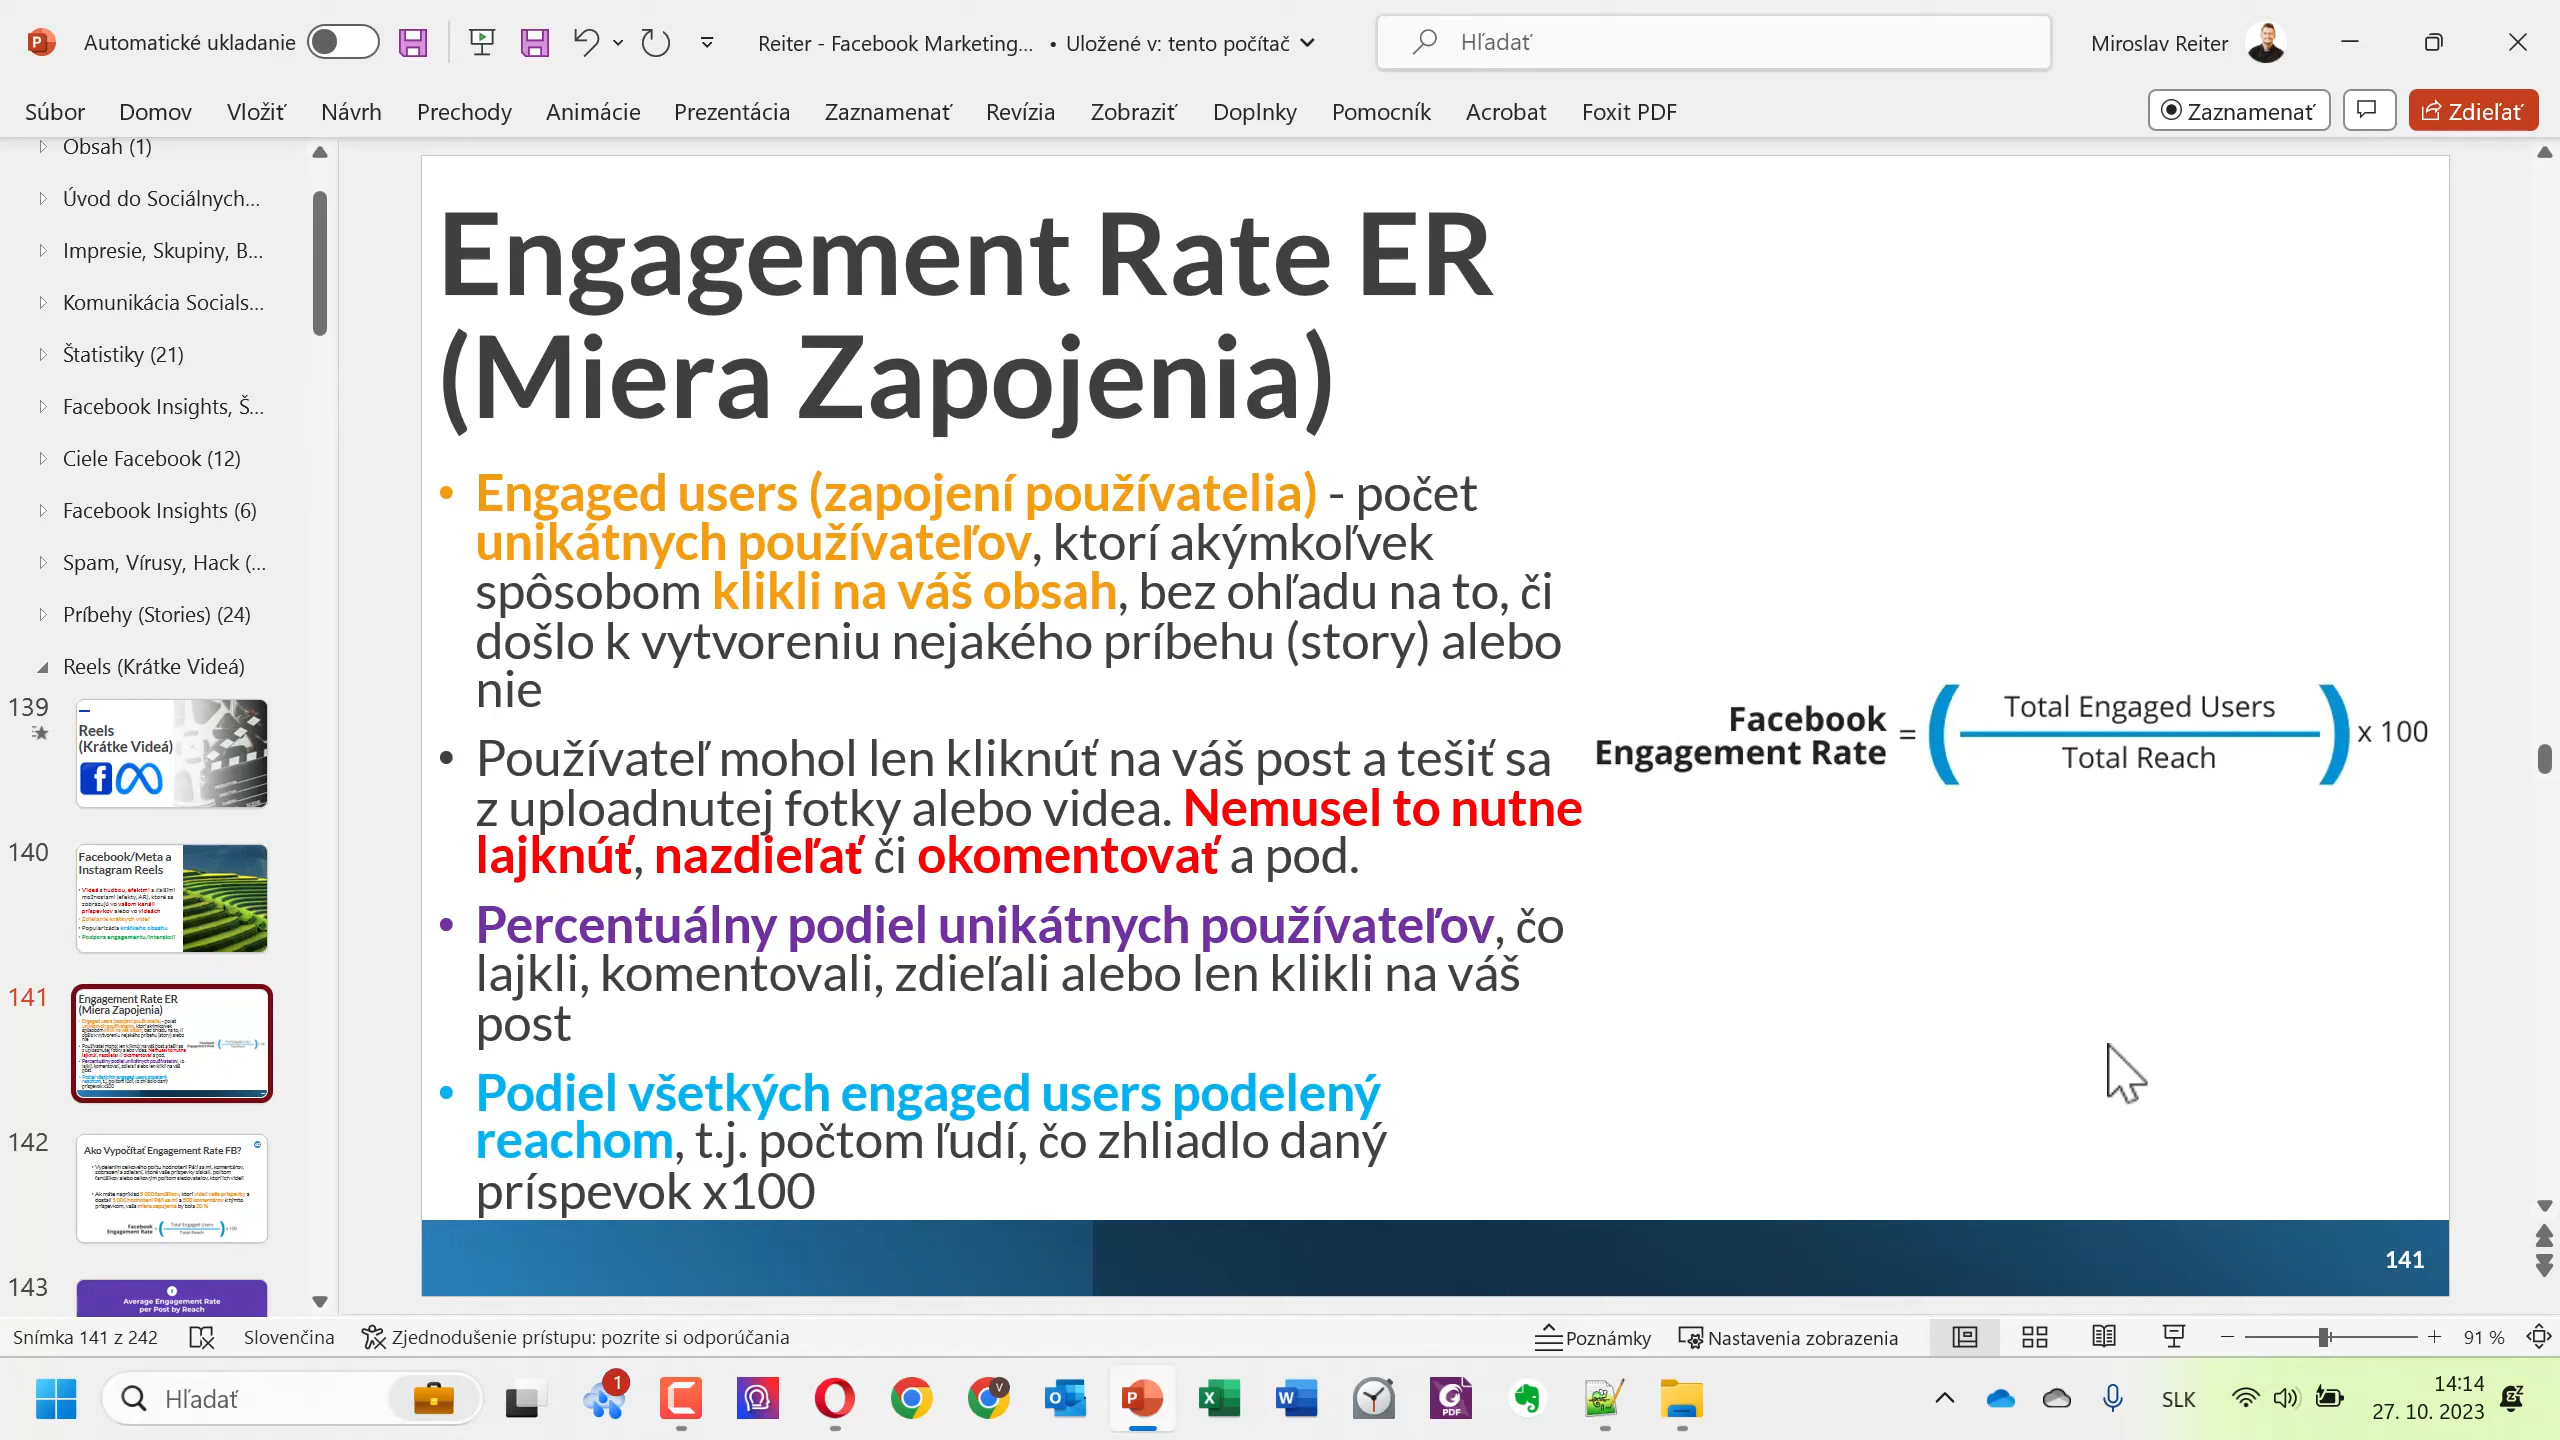 Automatické ukladanie
Reiter - Facebook Marketing... • Uložené v: tento počítač
Hľadať
Miroslav Reiter
Súbor Domov Vložiť Návrh Prechody Animácie Prezentácia Zaznamenať Revízia Zobraziť Doplnky Pomocník Acrobat Foxit PDF
Zaznamenať
Zdieľať
Obsah (1)
Úvod do Sociálnych...
Impresie, Skupiny, B...
Komunikácia Socials...
Štatistiky (21)
Facebook Insights, Š...
Ciele Facebook (12)
Facebook Insights (6)
Spam, Vírusy, Hack (...
Príbehy (Stories) (24)
Reels (Krátke Videá)
139
Reels
(Krátke Videá)
140
Facebook/Meta a
Instagram Reels
141
Engagement Rate ER
(Miera Zapojenia)
142
Ako Vypočítať Engagement Rate FB?
143
Average Engagement Rate
per Post by Reach
Engagement Rate ER
(Miera Zapojenia)
• Engaged users (zapojení používatelia) - počet
unikátnych používateľov, ktorí akýmkoľvek
spôsobom klikli na váš obsah, bez ohľadu na to, či
došlo k vytvoreniu nejakého príbehu (story) alebo
nie
• Používateľ mohol len kliknúť na váš post a tešiť sa
z uploadnutej fotky alebo videa. Nemusel to nutne
lajknúť, nazdieľať či okomentovať a pod.
• Percentuálny podiel unikátnych používateľov, čo
lajkli, komentovali, zdieľali alebo len klikli na váš
post
• Podiel všetkých engaged users podelený
reachom, t.j. počtom ľudí, čo zhliadlo daný
príspevok x100
Facebook
Engagement Rate
=
( Total Engaged Users
Total Reach )
x 100
141
Snímka 141 z 242
Slovenčina
Zjednodušenie prístupu: pozrite si odporúčania
Poznámky
Nastavenia zobrazenia
91 %
Hľadať
1
SLK
14:14
27. 10. 2023